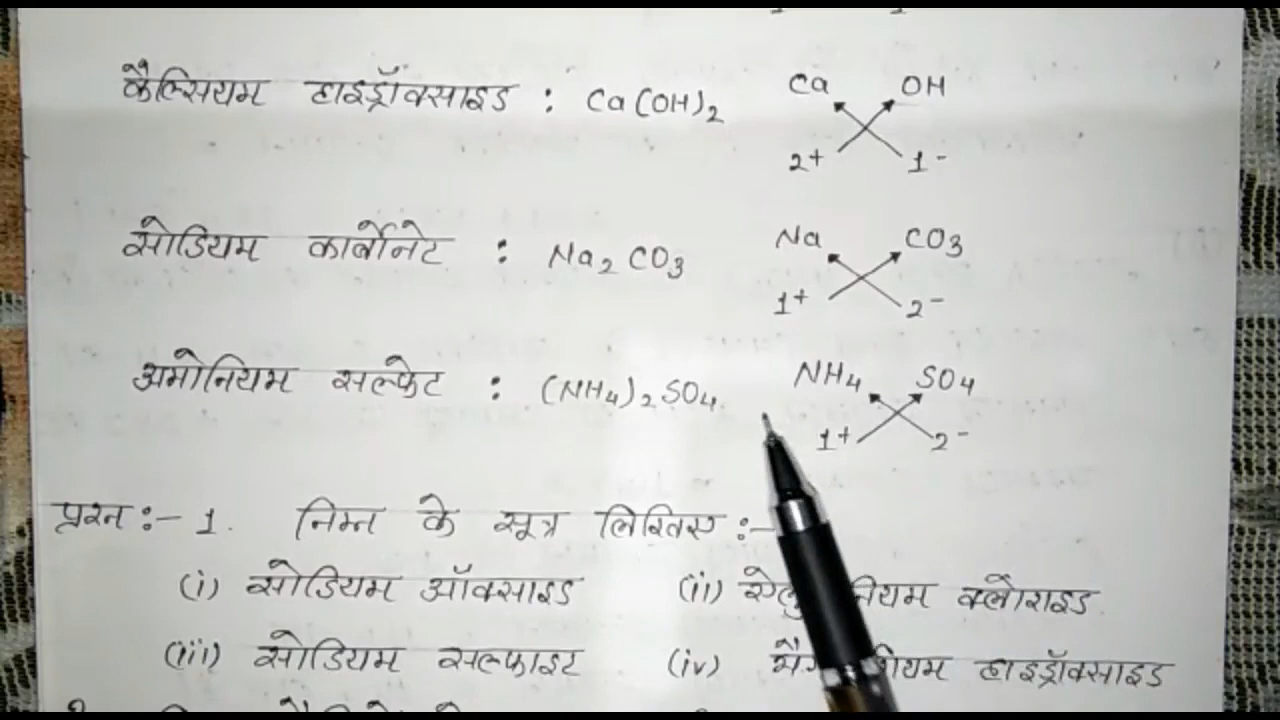 कैल्सियम हाइड्रॉक्साइड : Ca(OH)2 Ca OH
2+ 1-
सोडियम कार्बोनेट : Na2CO3 Na CO3
1+ 2-
अमोनियम सल्फेट : (NH4)2SO4 NH4 SO4
1+ 2-
प्रश्न :- 1. निम्न के सूत्र लिखिए :-
(i) सोडियम ऑक्साइड (ii) क्लोराइड
(iii) सोडियम सल्फाइट (iv) हाइड्रॉक्साइड